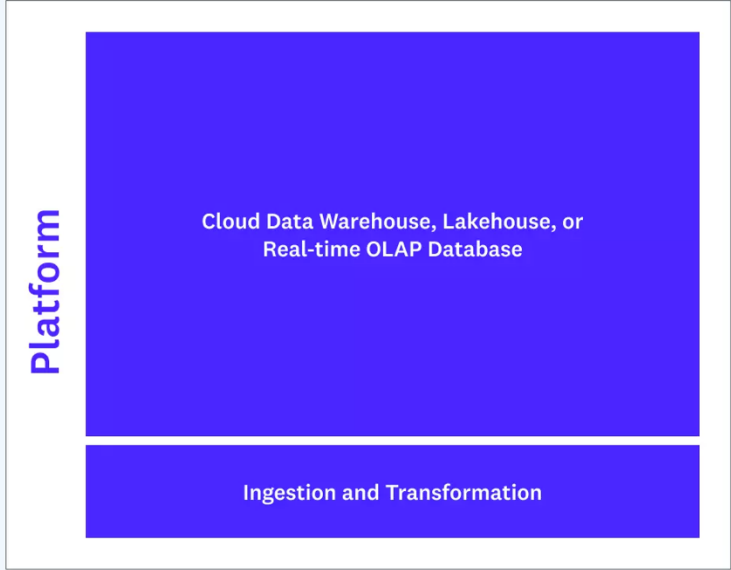 Platform
Cloud Data Warehouse, Lakehouse, or
Real-time OLAP Database
Ingestion and Transformation